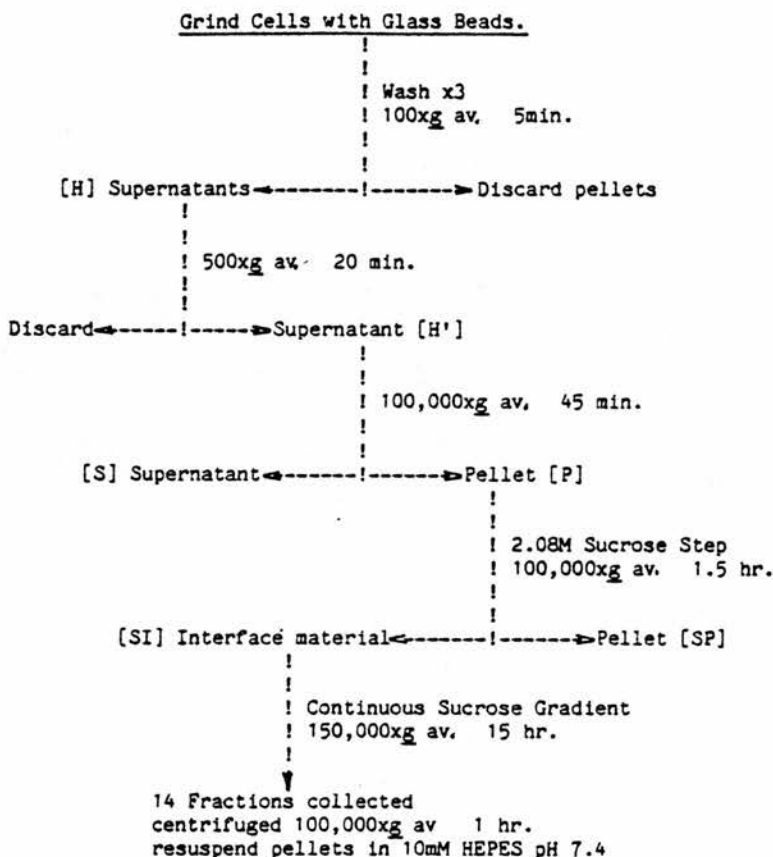 Grind Cells with Glass Beads.
Wash x3
100xg av. 5min.
[H] Supernatants Discard pellets
500xg av. 20 min.
Discard Supernatant [H']
100,000xg av. 45 min.
[S] Supernatant Pellet [P]
2.08M Sucrose Step
100,000xg av. 1.5 hr.
[SI] Interface material Pellet [SP]
Continuous Sucrose Gradient
150,000xg av. 15 hr.
14 Fractions collected
centrifuged 100,000xg av 1 hr.
resuspend pellets in 10mM HEPES pH 7.4